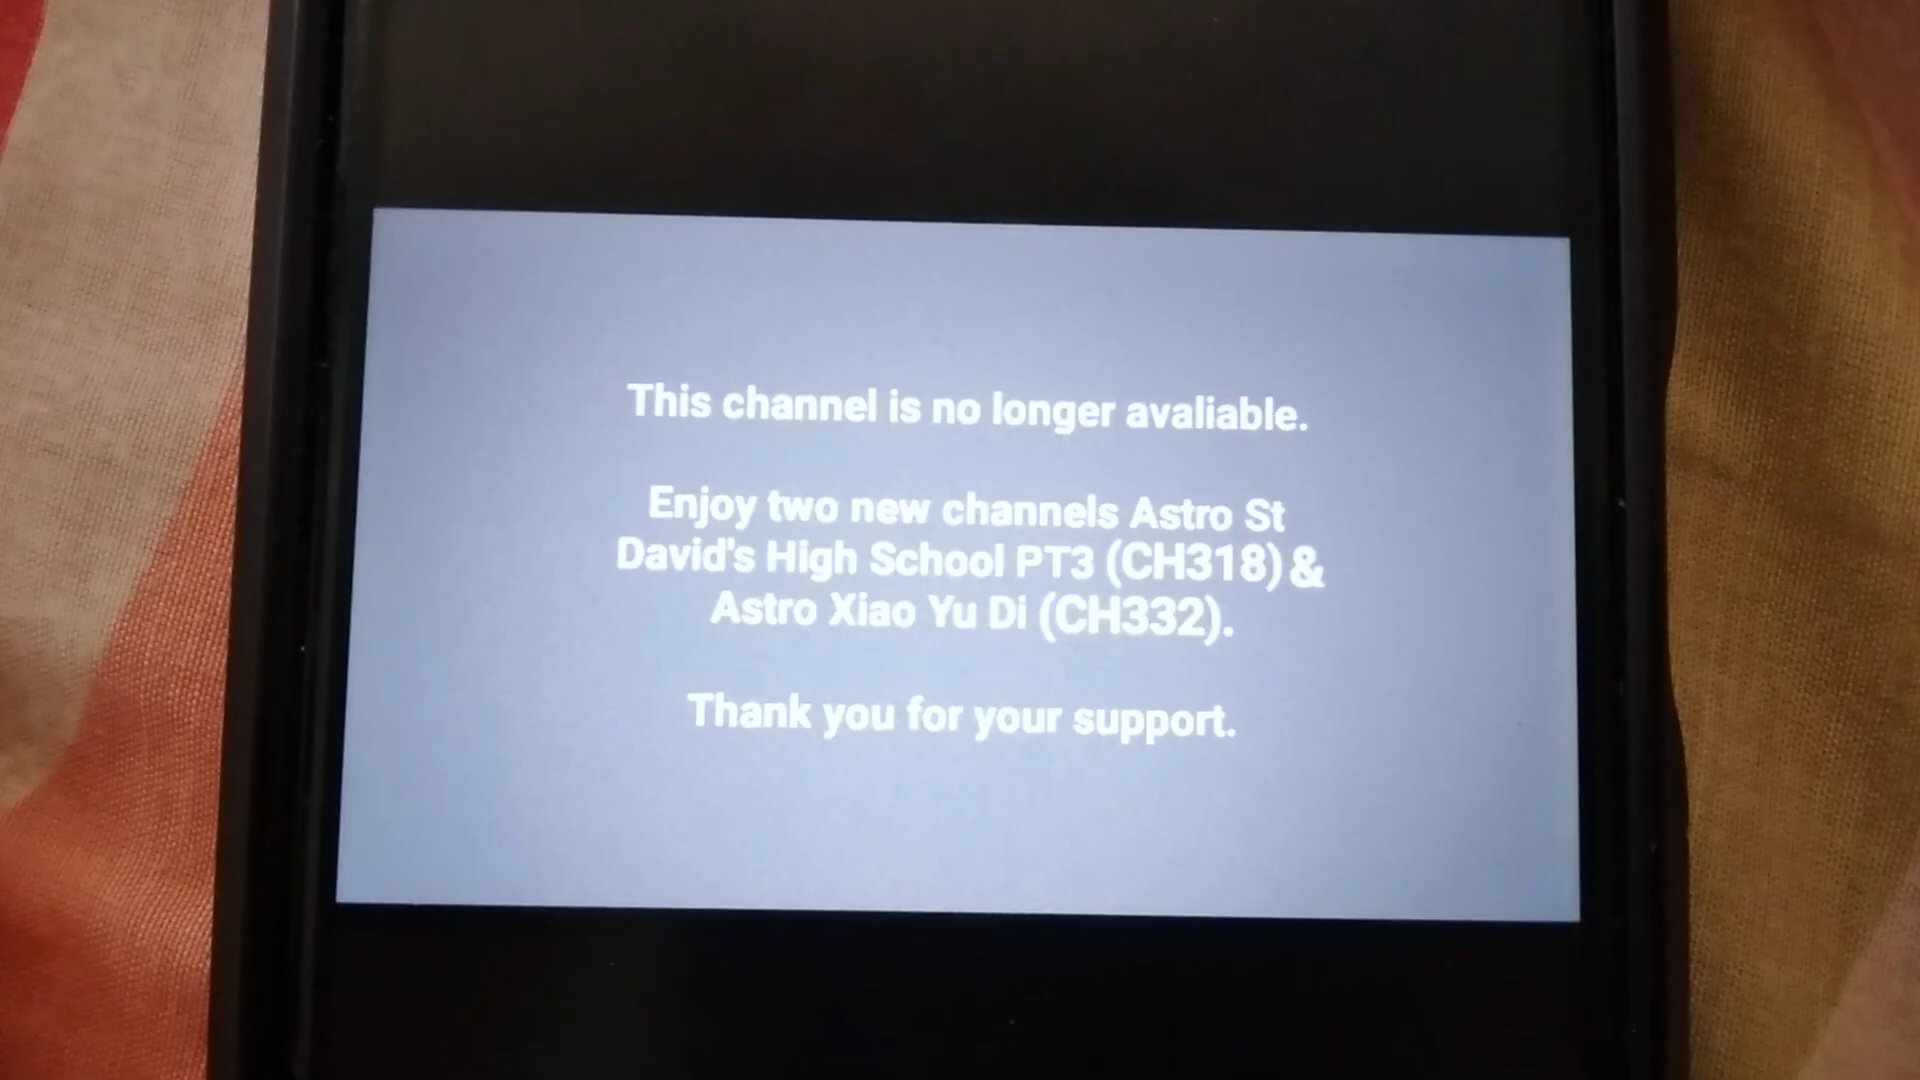 This channel is no longer avaliable.
Enjoy two new channels Astro St
David's High School PT3 (CH318) &
Astro Xiao Yu Di (CH332).
Thank you for your support.